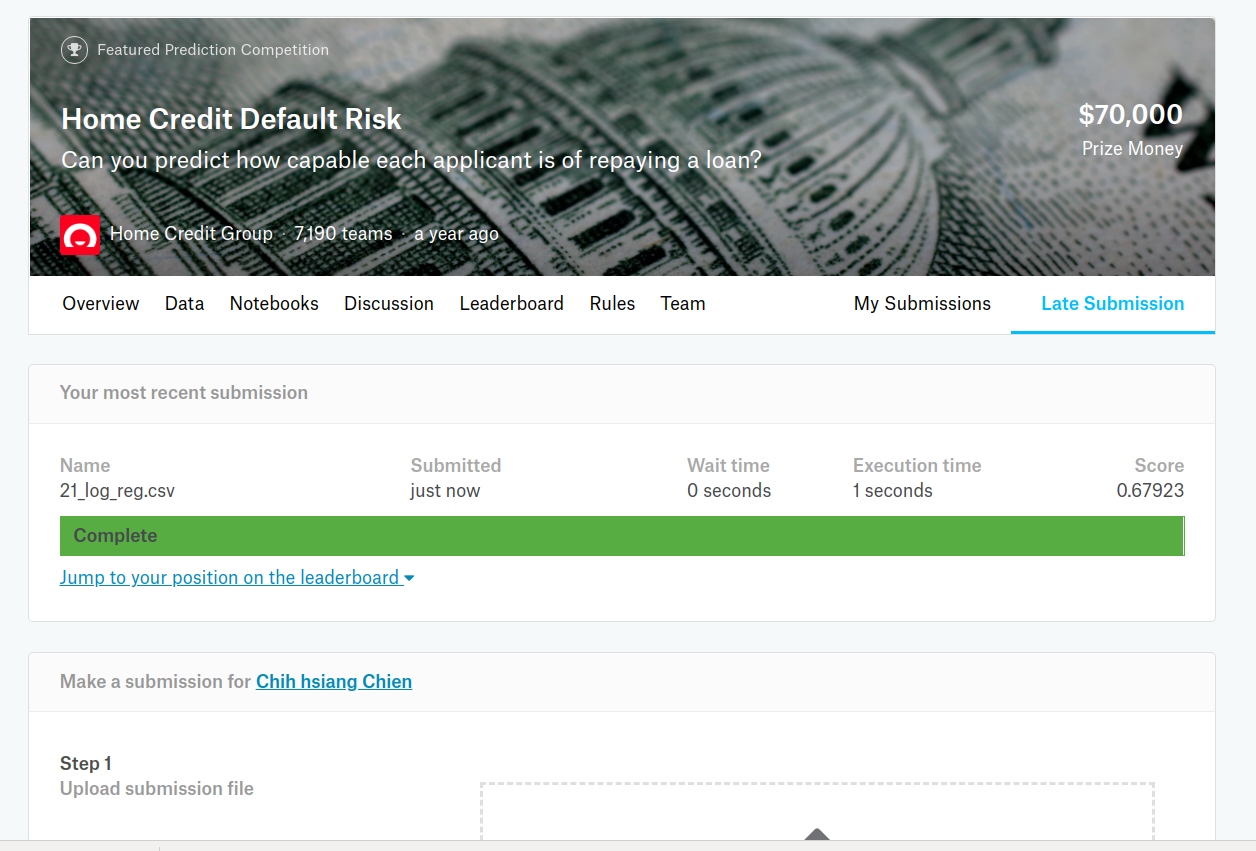 Featured Prediction Competition
Home Credit Default Risk
$70,000
Can you predict how capable each applicant is of repaying a loan?
Prize Money
Home Credit Group · 7,190 teams · a year ago
Overview Data Notebooks Discussion Leaderboard Rules Team My Submissions Late Submission
Your most recent submission
Name Submitted Wait time Execution time Score
21_log_reg.csv just now 0 seconds 1 seconds 0.67923
Complete
Jump to your position on the leaderboard
Make a submission for Chih hsiang Chien
Step 1
Upload submission file